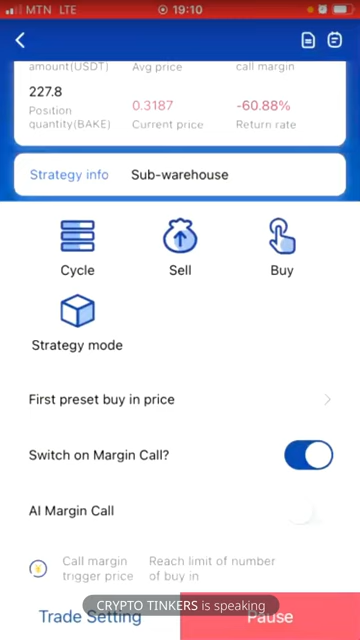 MTN LTE 19:10
amount(USDT) Avg price call margin
227.8 0.3187 -60.88%
Position quantity(BAKE) Current price Return rate
Strategy info Sub-warehouse
Cycle Sell Buy
Strategy mode
First preset buy in price
Switch on Margin Call?
AI Margin Call
Call margin Reach limit of number
trigger price of buy in
CRYPTO TINKERS is speaking
Trade Setting Pause